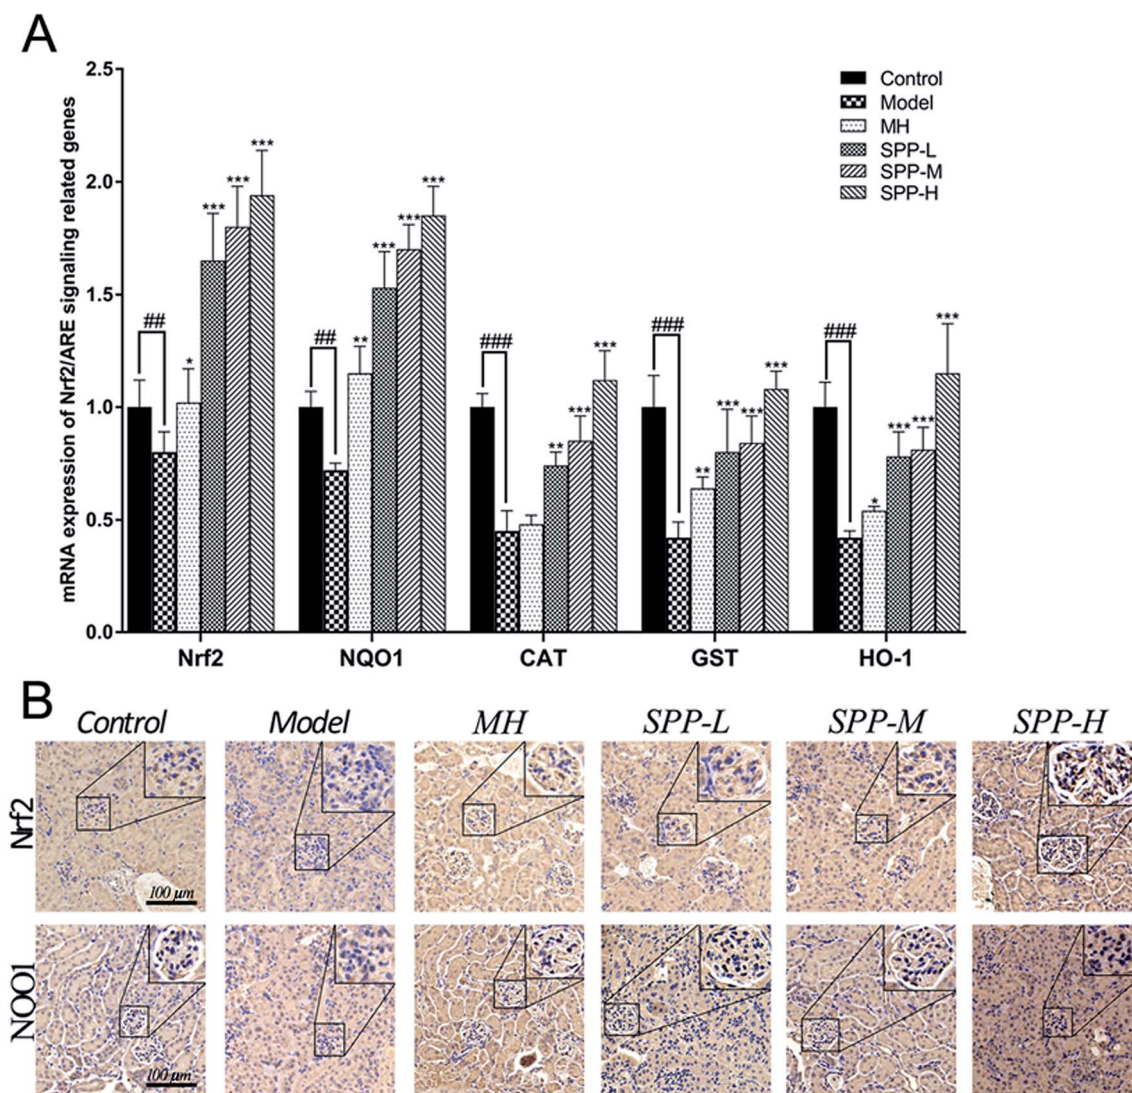 A
mRNA expression of Nrf2/ARE signaling related genes
2.5
2.0
1.5
1.0
0.5
0.0
Control
Model
MH
SPP-L
SPP-M
SPP-H
## * *** *** ***
## ** *** *** ***
### ** *** ***
### ** *** *** ***
### * *** *** ***
Nrf2 NQO1 CAT GST HO-1
B
Control Model MH SPP-L SPP-M SPP-H
Nrf2
100 µm
NQO1
100 µm